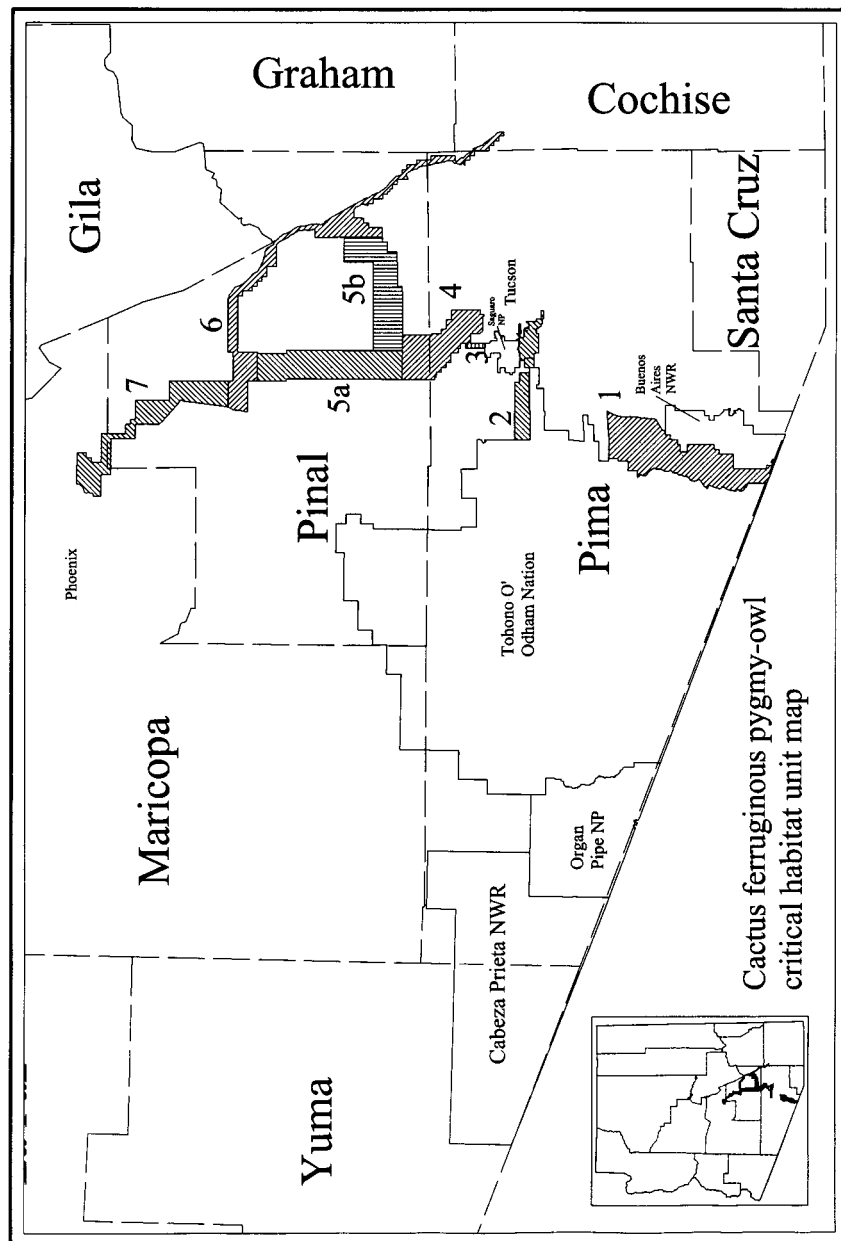 Gila
Graham
Cochise
Santa Cruz
Phoenix
Maricopa
Pinal
Pima
Yuma
7
6
5a
5b
4
3
Saguaro
NP
Tucson
2
1
Buenos
Aires
NWR
Tohono O'
Odham Nation
Organ
Pipe NP
Cabeza Prieta NWR
Cactus ferruginous pygmy-owl
critical habitat unit map